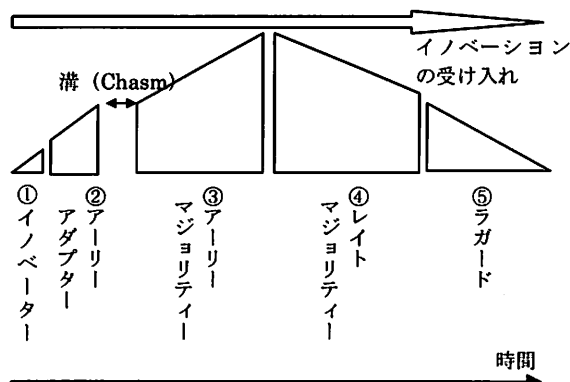 イノベーション
の受け入れ
溝 (Chasm)
①イノベーター
②アーリー
アダプター
③アーリー
マジョリティー
④レイト
マジョリティー
⑤ラガード
時間